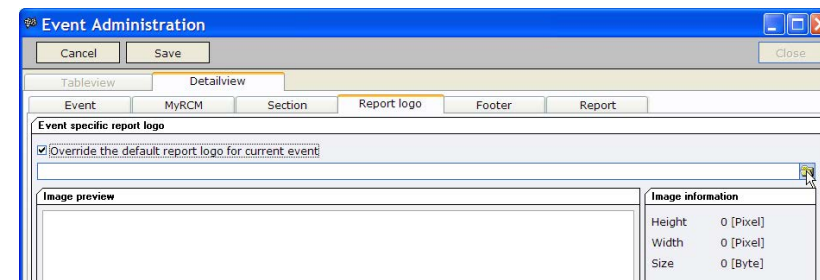 Event Administration
Cancel Save Close
Tableview Detailview
Event MyRCM Section Report logo Footer Report
Event specific report logo
Override the default report logo for current event
Image preview Image information
Height 0 [Pixel]
Width 0 [Pixel]
Size 0 [Byte]